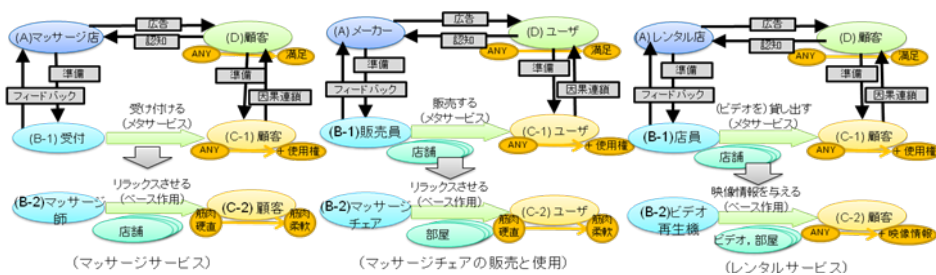 広告
(A)マッサージ店
(D)顧客
認知
ANY
満足
準備
準備
フィードバック
因果連鎖
受け付ける
(メタサービス)
(B-1)受付
(C-1)顧客
ANY
+使用権
リラックスさせる
(ベース作用)
(B-2)マッサージ
師
(C-2)顧客
店舗
筋肉
硬直
筋肉
柔軟
(マッサージサービス)
広告
(A)メーカー
(D)ユーザ
認知
ANY
満足
準備
準備
フィードバック
因果連鎖
販売する
(メタサービス)
(B-1)販売員
(C-1)ユーザ
店舗
ANY
+使用権
リラックスさせる
(ベース作用)
(B-2)マッサージ
チェア
(C-2)ユーザ
部屋
筋肉
硬直
筋肉
柔軟
(マッサージチェアの販売と使用)
広告
(A)レンタル店
(D)顧客
認知
ANY
満足
準備
準備
フィードバック
因果連鎖
(ビデオを)貸し出す
(メタサービス)
(B-1)店員
(C-1)顧客
店舗
ANY
+使用権
映像情報を与える
(ベース作用)
(B-2)ビデオ
再生機
(C-2)顧客
ビデオ,部屋
ANY
+映像情報
(レンタルサービス)